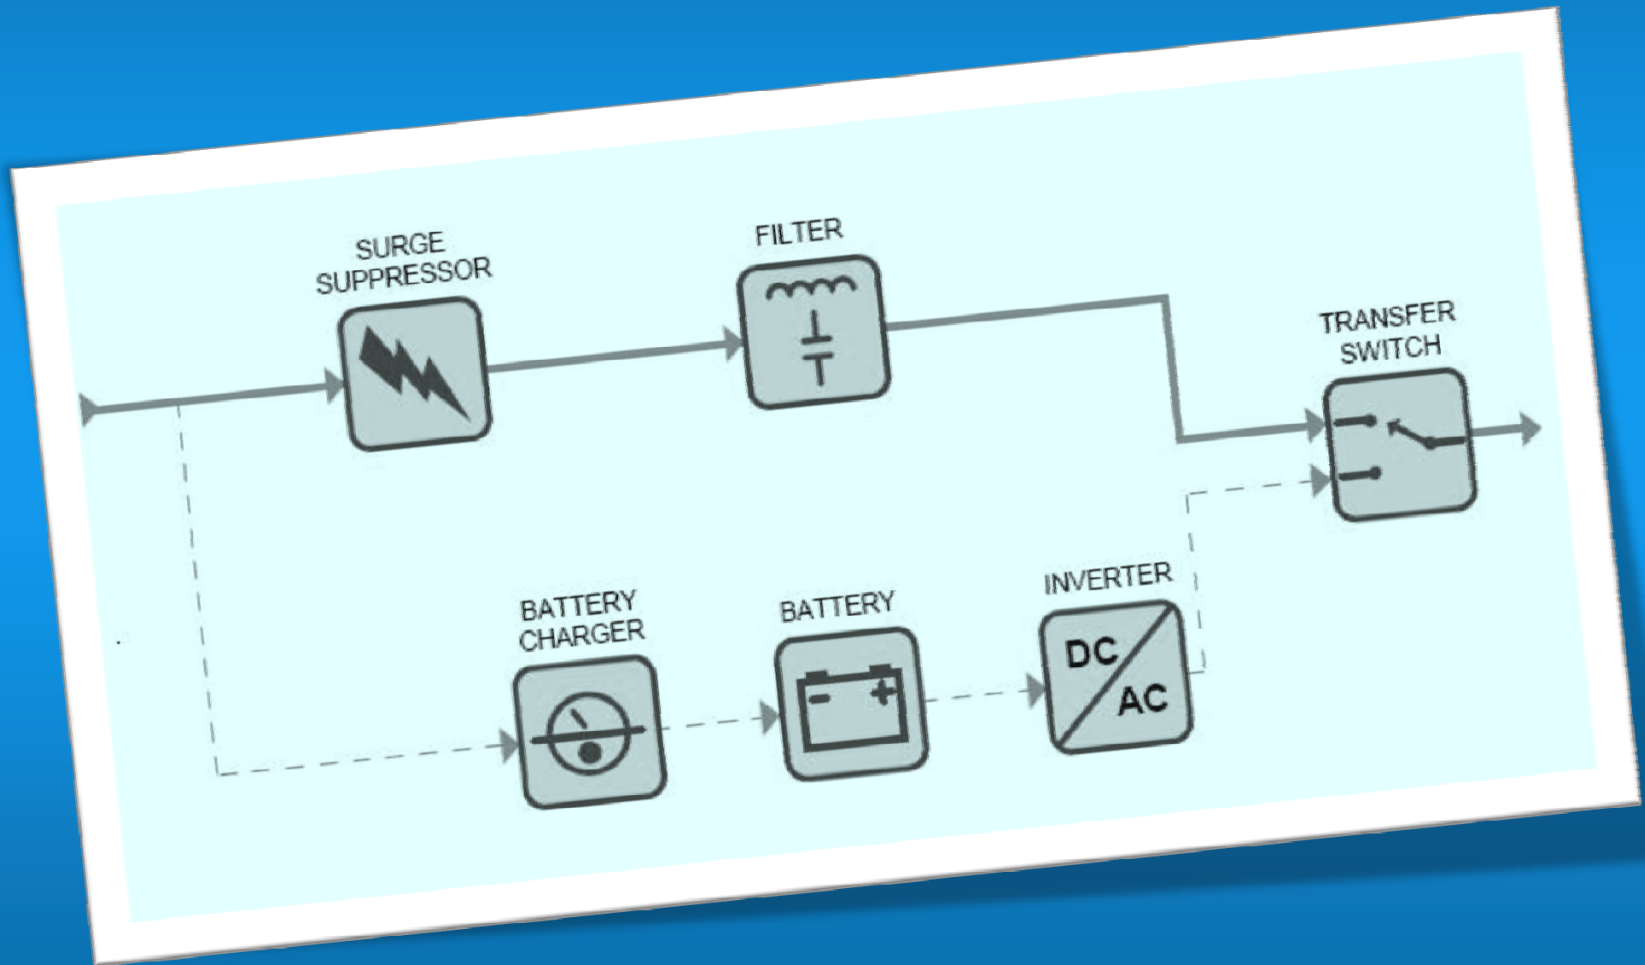 SURGE
SUPPRESSOR
FILTER
TRANSFER
SWITCH
BATTERY
CHARGER
BATTERY
INVERTER
DC
AC